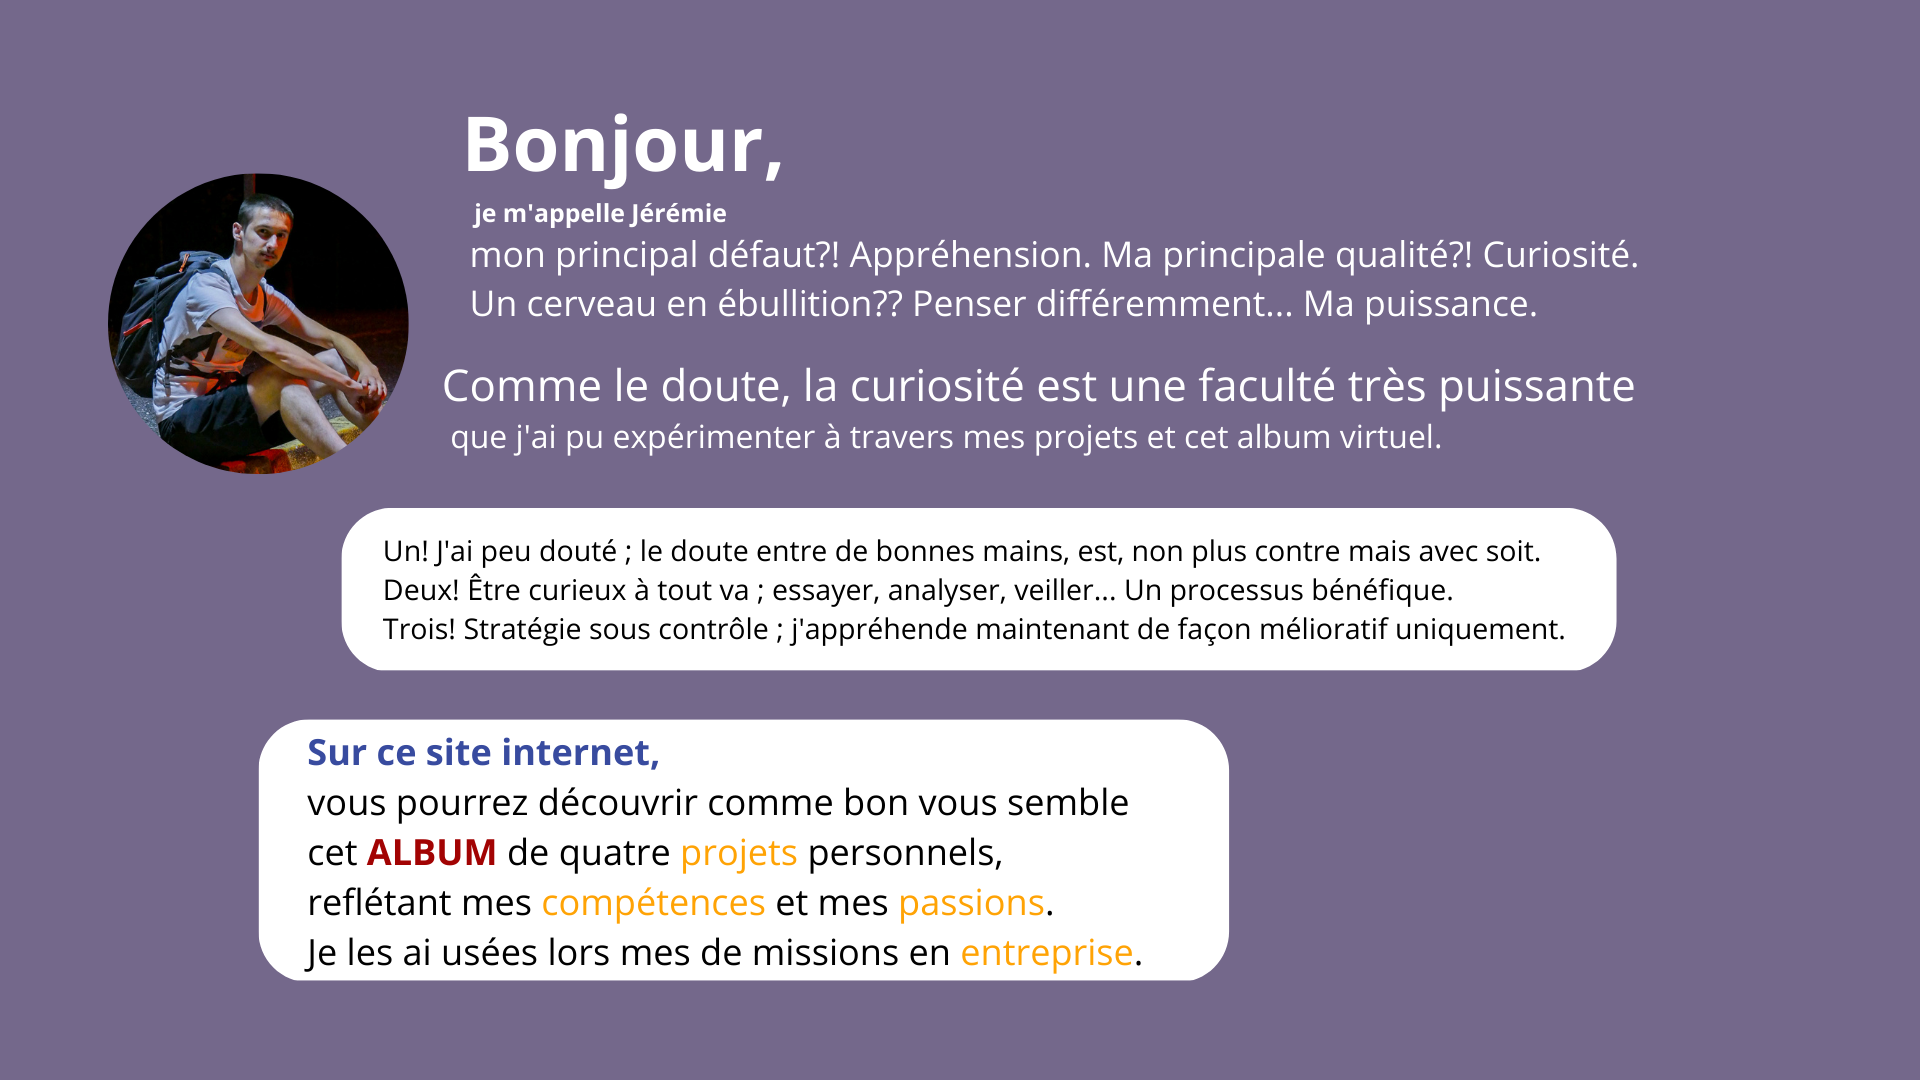 Bonjour,
je m'appelle Jérémie
mon principal défaut?! Appréhension. Ma principale qualité?! Curiosité.
Un cerveau en ébullition?? Penser différemment... Ma puissance.
Comme le doute, la curiosité est une faculté très puissante
que j'ai pu expérimenter à travers mes projets et cet album virtuel.
Un! J'ai peu douté ; le doute entre de bonnes mains, est, non plus contre mais avec soit.
Deux! Être curieux à tout va ; essayer, analyser, veiller... Un processus bénéfique.
Trois! Stratégie sous contrôle ; j'appréhende maintenant de façon mélioratif uniquement.
Sur ce site internet,
vous pourrez découvrir comme bon vous semble
cet ALBUM de quatre projets personnels,
reflétant mes compétences et mes passions.
Je les ai usées lors mes de missions en entreprise.